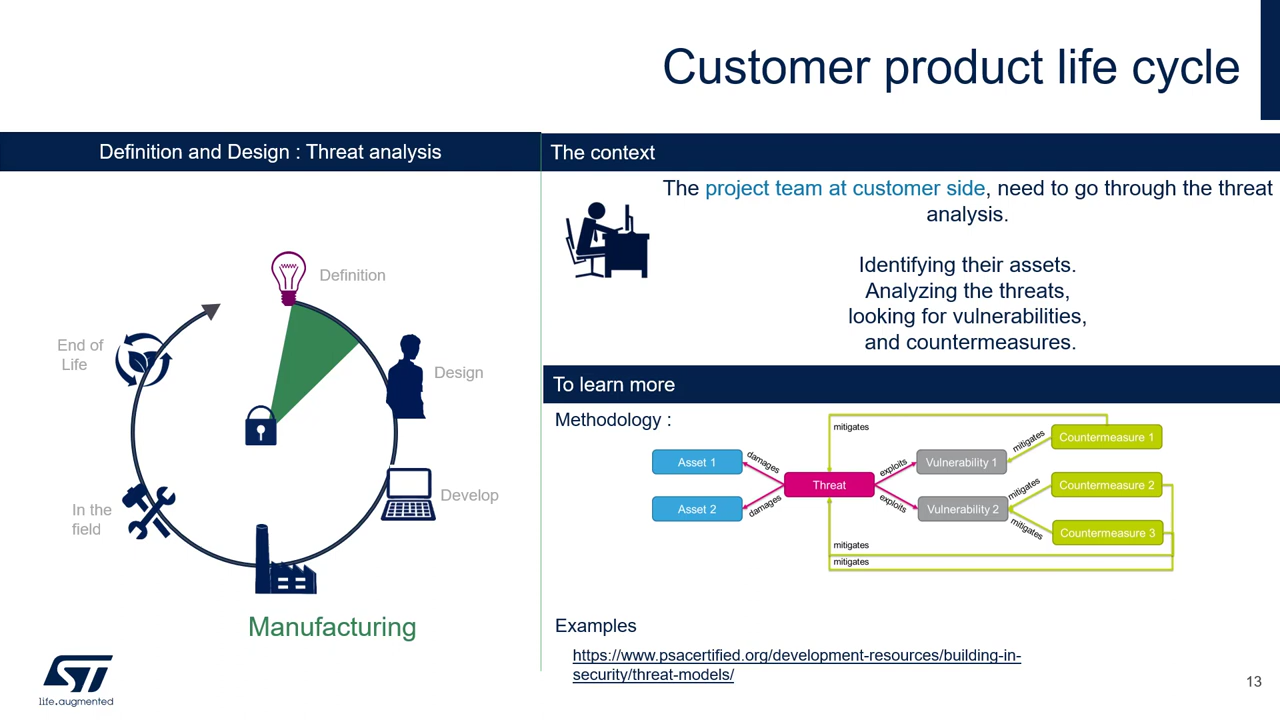 Customer product life cycle
Definition and Design : Threat analysis
Definition
Design
Develop
Manufacturing
In the
field
End of
Life
The context
The project team at customer side, need to go through the threat
analysis.
Identifying their assets.
Analyzing the threats,
looking for vulnerabilities,
and countermeasures.
To learn more
Methodology :
mitigates
Asset 1
damages
Threat
exploits
Vulnerability 1
mitigates
Countermeasure 1
Asset 2
damages
exploits
Vulnerability 2
mitigates
Countermeasure 2
mitigates
Countermeasure 3
mitigates
mitigates
Examples
https://www.psacertified.org/development-resources/building-in-
security/threat-models/
ST
life.augmented
13